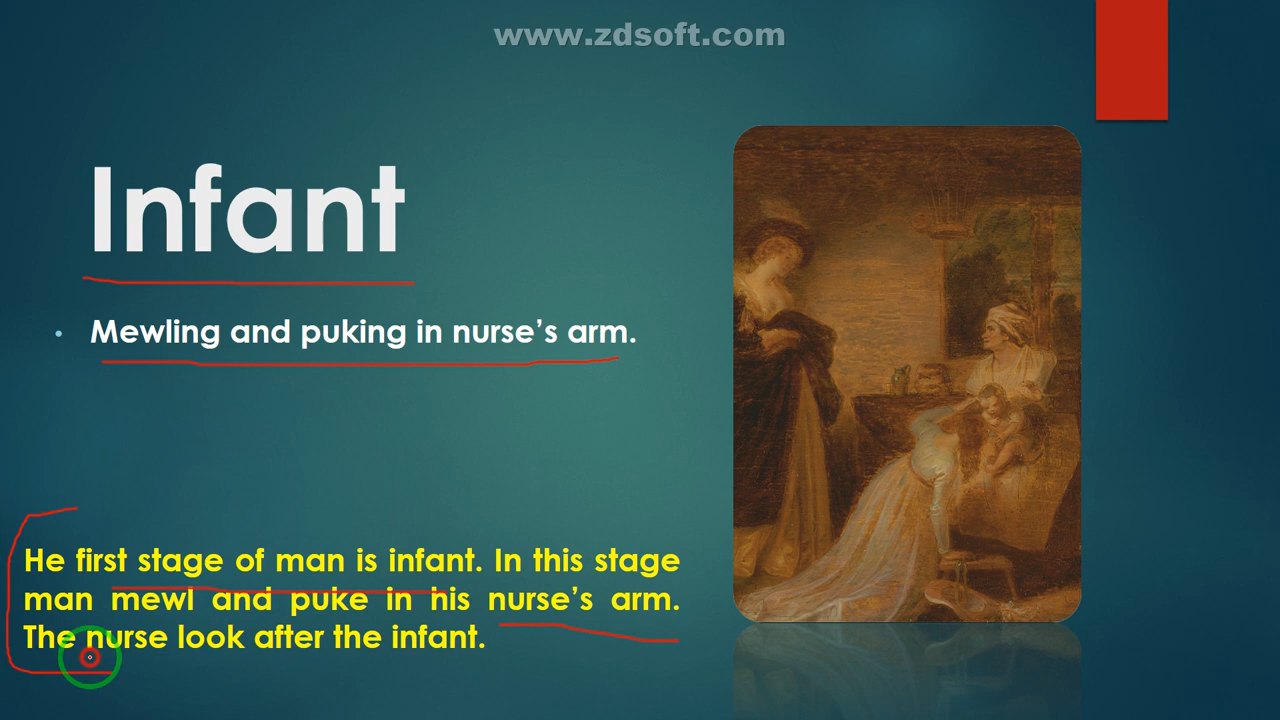 www.zdsoft.com
Infant
• Mewling and puking in nurse’s arm.
He first stage of man is infant. In this stage
man mewl and puke in his nurse’s arm.
The nurse look after the infant.